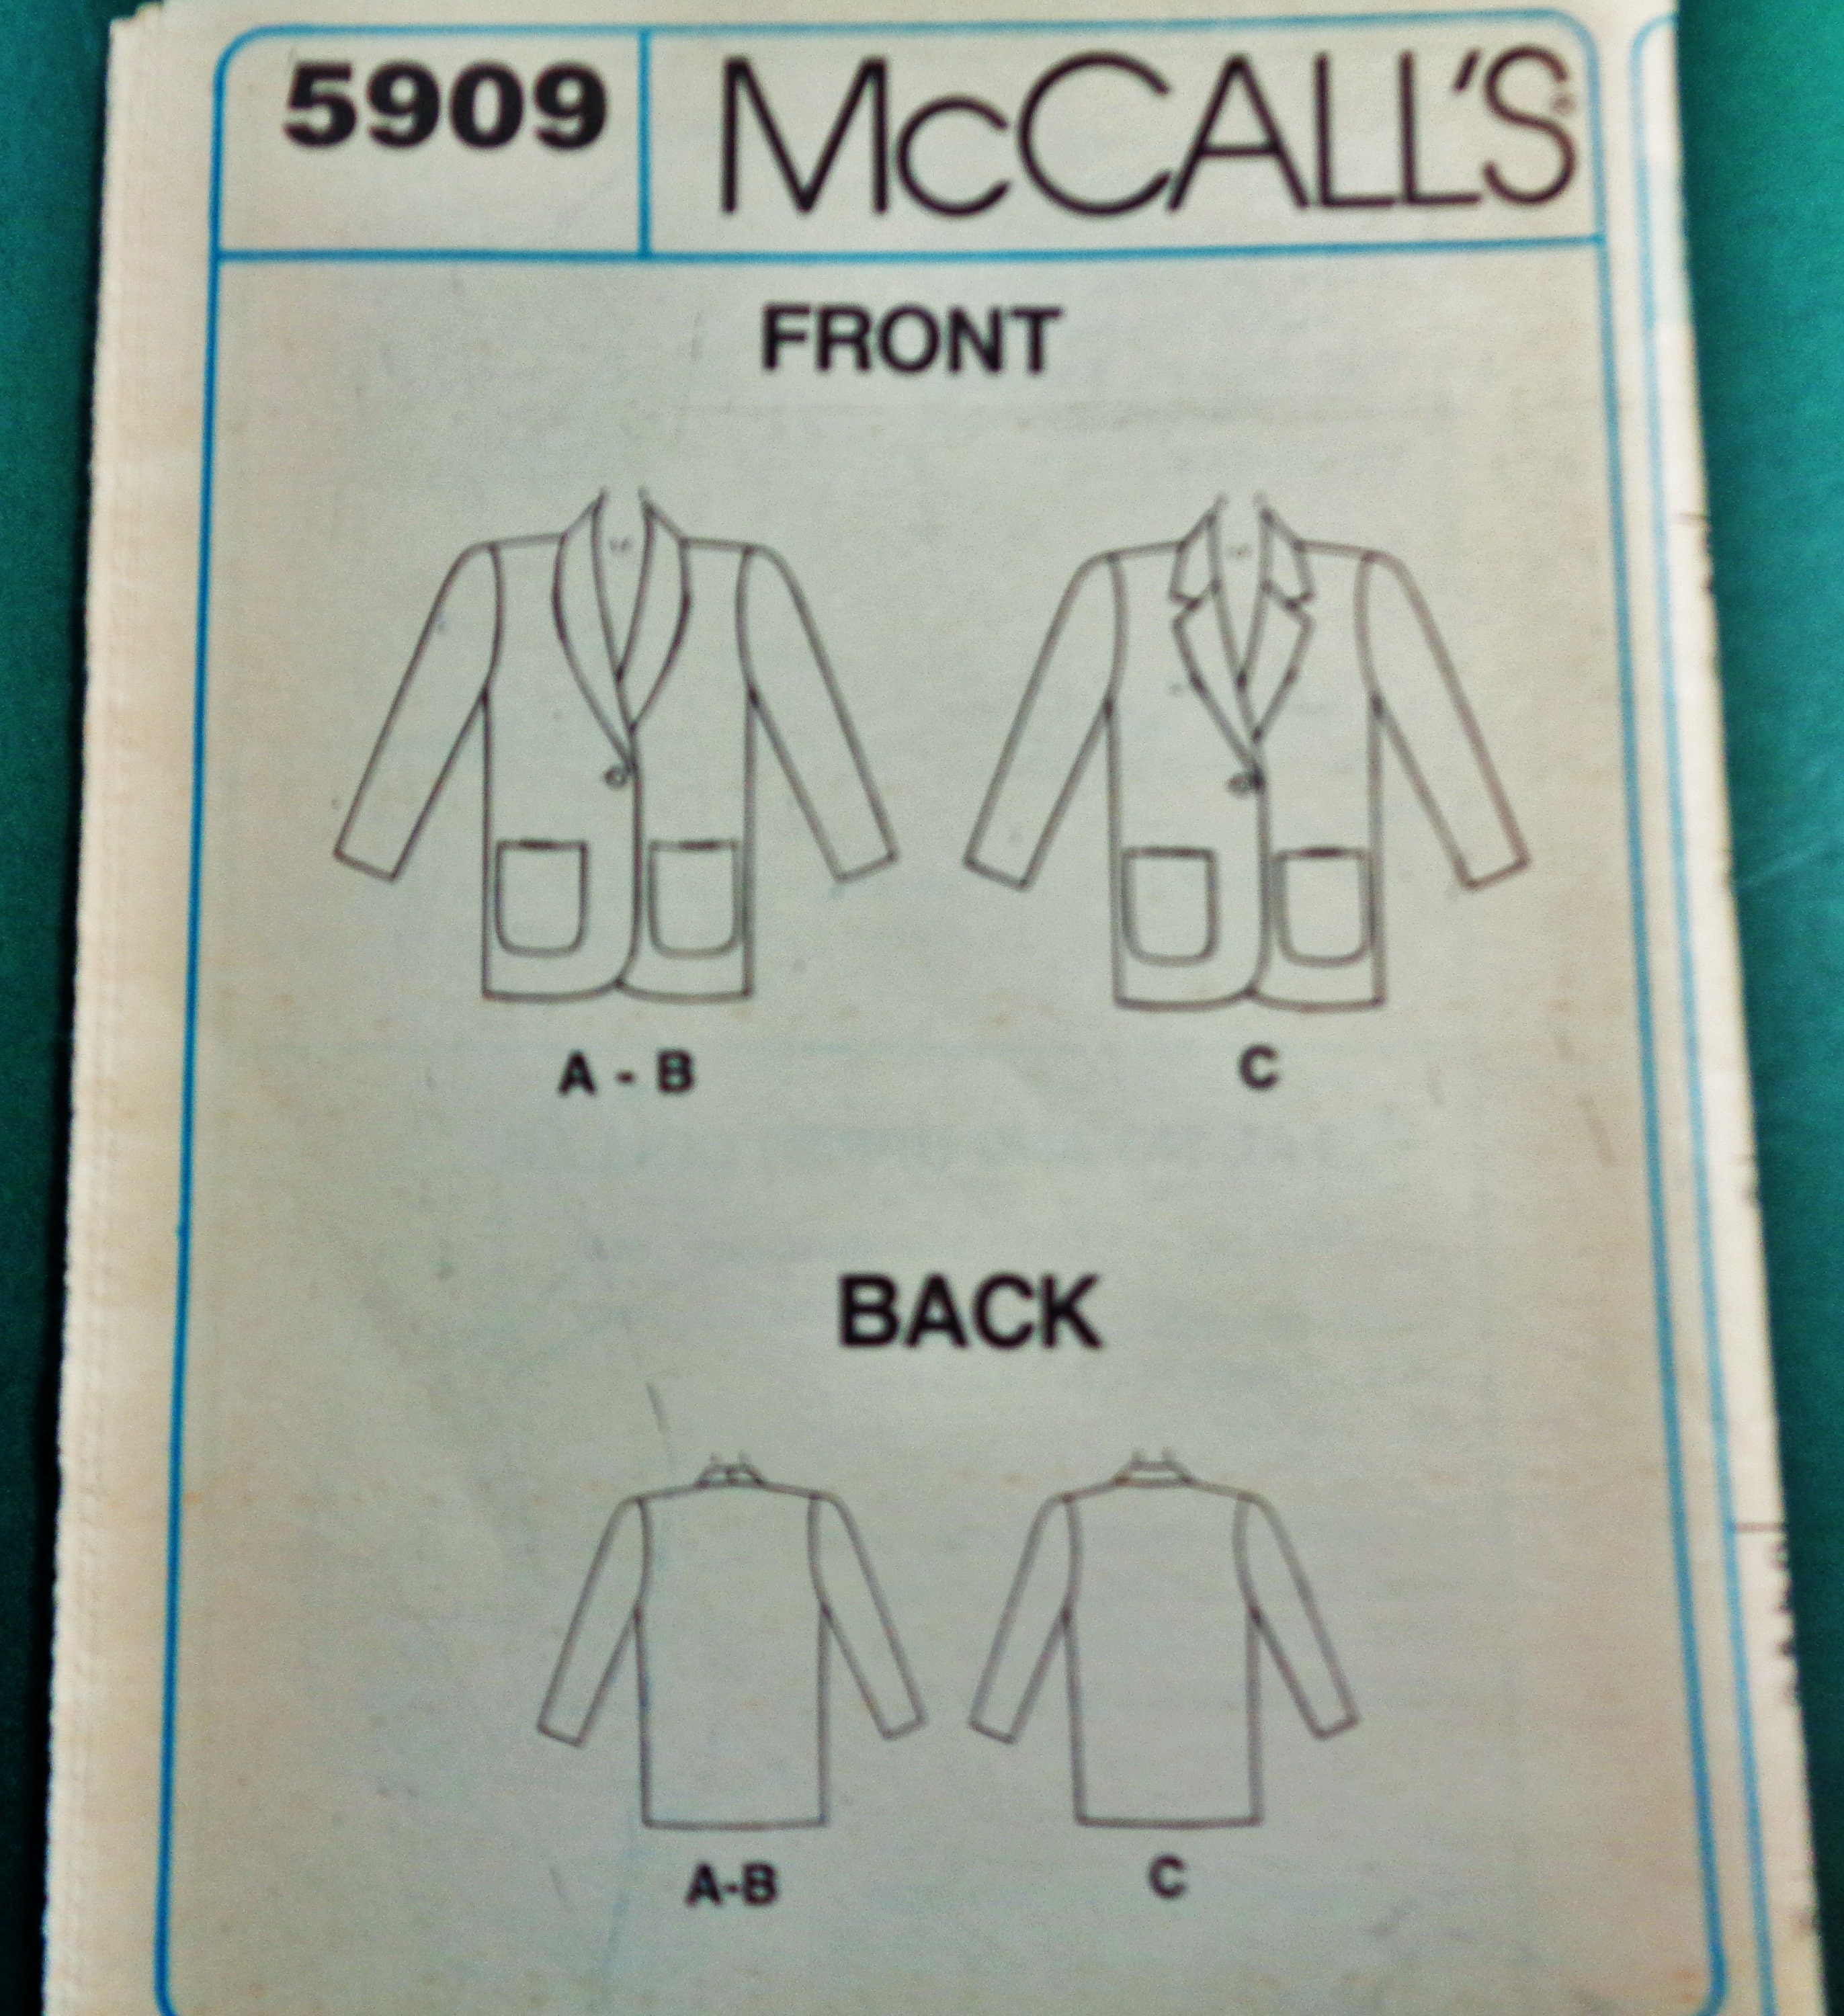 5909 McCALL'S®
FRONT
A - B C
BACK
A-B C